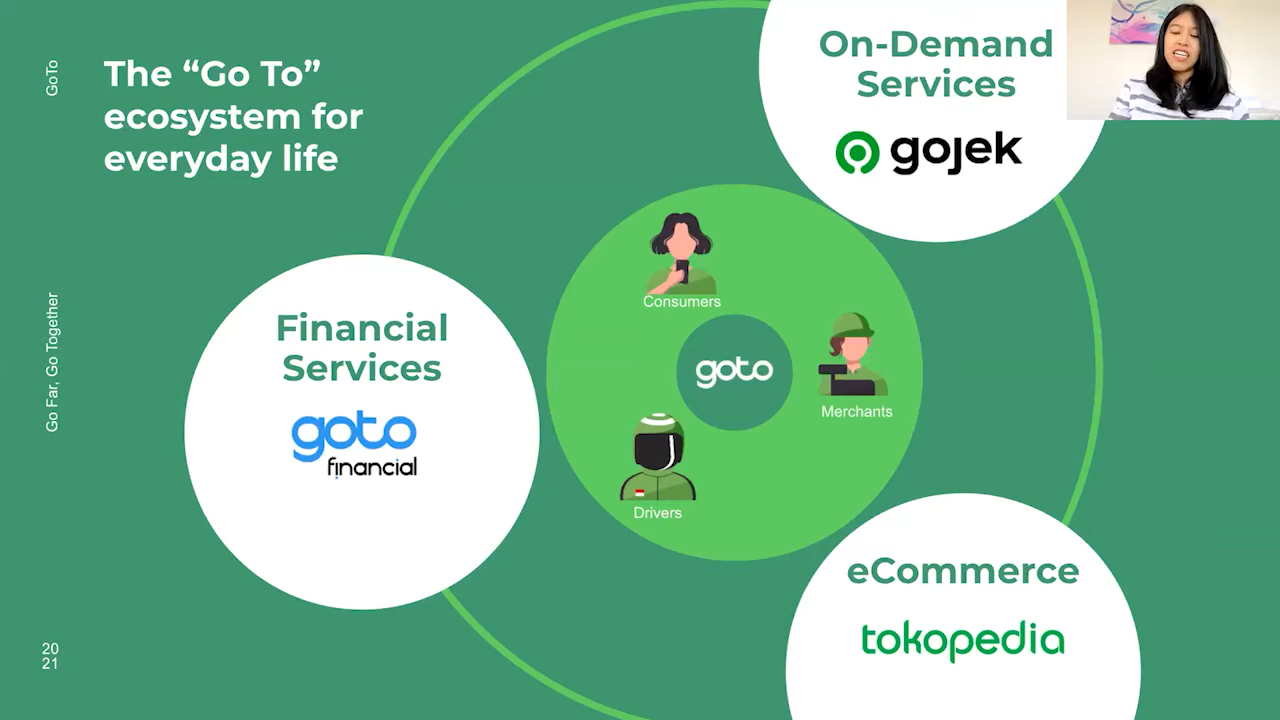 GoTo
The “Go To”
ecosystem for
everyday life
On-Demand
Services
gojek
Consumers
Financial
Services
goto
financial
goto
Merchants
Drivers
Go Far, Go Together
eCommerce
tokopedia
20
21